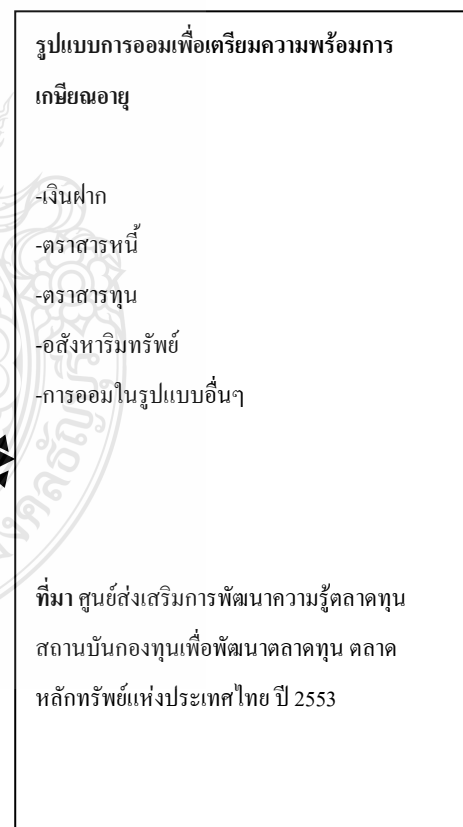 รูปแบบการออมเพื่อเตรียมความพร้อมการ
เกษียณอายุ
-เงินฝาก
-ตราสารหนี้
-ตราสารทุน
-อสังหาริมทรัพย์
-การออมในรูปแบบอื่นๆ
ที่มา ศูนย์ส่งเสริมการพัฒนาความรู้ตลาดทุน
สถาบันกองทุนเพื่อพัฒนาตลาดทุน ตลาด
หลักทรัพย์แห่งประเทศไทย ปี 2553